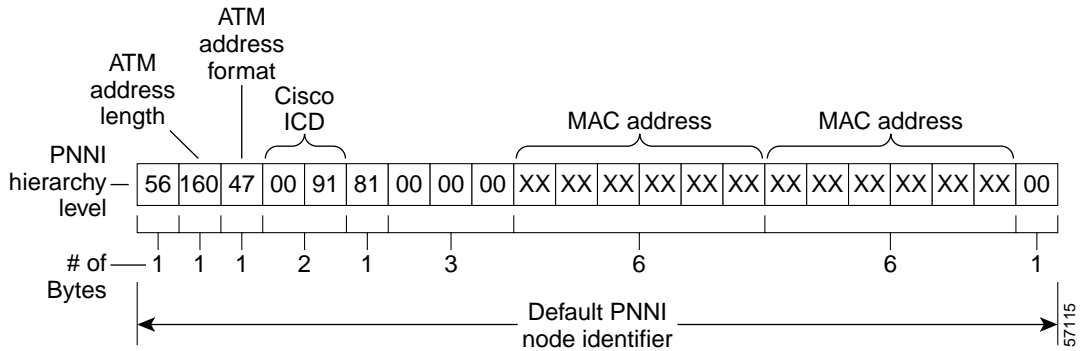 ATM
address
format
ATM
address
length
Cisco
ICD
MAC address MAC address
PNNI
hierarchy
level
56 160 47 00 91 81 00 00 00 XX XX XX XX XX XX XX XX XX XX XX XX 00
# of
Bytes
1 1 1 2 1 3 6 6 1
Default PNNI
node identifier
57115